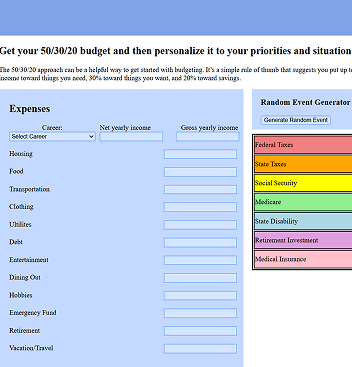 Get your 50/30/20 budget and then personalize it to your priorities and situation
The 50/30/20 approach can be a helpful way to get started with budgeting. It's a simple rule of thumb that suggests you put up to
income toward things you need, 30% toward things you want, and 20% toward savings.
Expenses
Career: Net yearly income Gross yearly income
Select Career
Housing
Food
Transportation
Clothing
Ultilites
Debt
Entertainment
Dining Out
Hobbies
Emergency Fund
Retirement
Vacation/Travel
Random Event Generator
Generate Random Event
Federal Taxes
State Taxes
Social Security
Medicare
State Disability
Retirement Investment
Medical Insurance